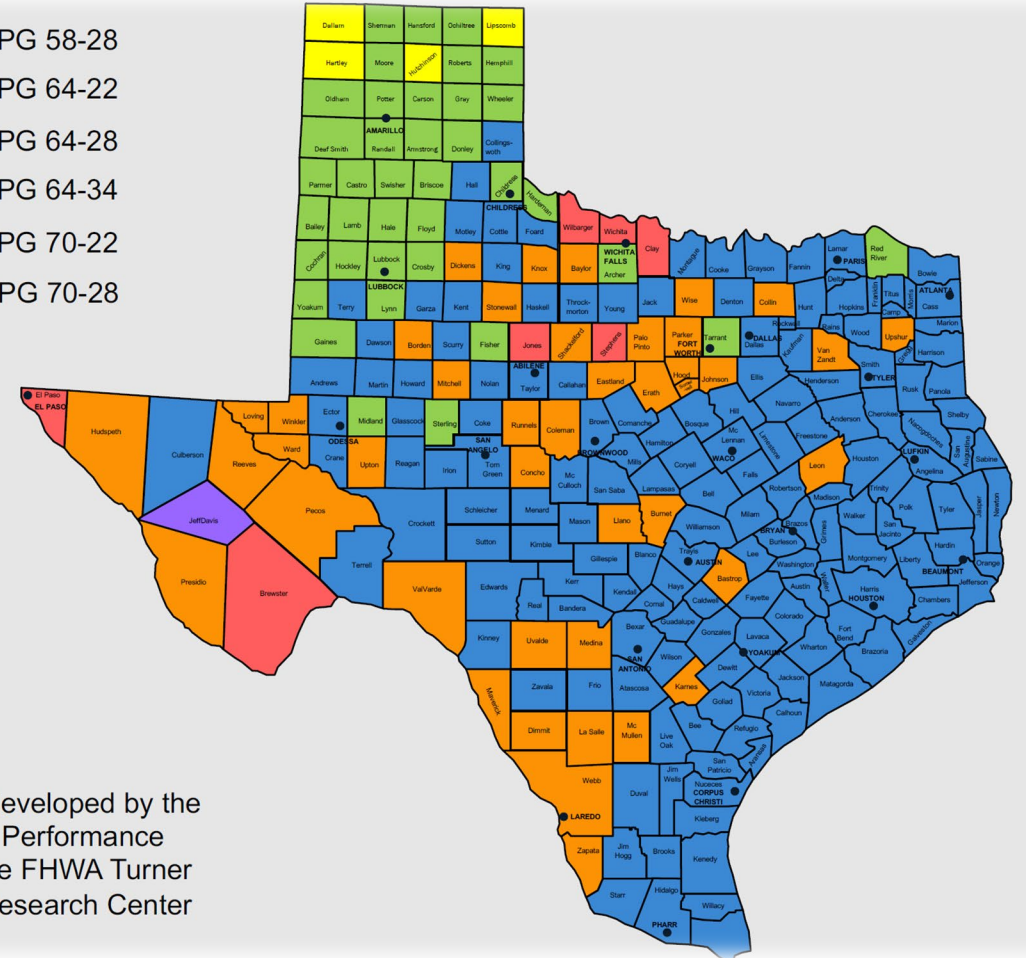 PG 58-28
PG 64-22
PG 64-28
PG 64-34
PG 70-22
PG 70-28
Dallam Sherman Hansford Ochiltree Lipscomb
Hartley Moore Hutchinson Roberts Hemphill
Oldham Potter Carson Gray Wheeler
AMARILLO
Deaf Smith Randall Armstrong Donley Collings-
woth
Parmer Castro Swisher Briscoe Hall Childress Hardeman
CHILDRESS
Bailey Lamb Hale Floyd Motley Cottle Foard Wilbarger Wichita Clay
WICHITA
FALLS
Cochran Hockley Lubbock Crosby Dickens King Knox Baylor Archer Montague Cooke Grayson Fannin Lamar Red
River Bowie
PARIS
Delta
LUBBOCK
Yoakum Terry Lynn Garza Kent Stonewall Haskell Throck-
morton Young Jack Wise Denton Collin Hunt Hopkins Franklin Titus Morris Cass
ATLANTA
Camp
Gaines Dawson Borden Scurry Fisher Jones Shackelford Stephens Palo
Pinto Parker Tarrant Dallas Rockwall Kaufman Rains Wood Upshur Marion
FORT
WORTH
DALLAS
Van
Zandt Gregg Harrison
ABILENE
Andrews Martin Howard Mitchell Nolan Taylor Callahan Eastland Erath Hood Johnson Ellis Henderson Smith Rusk Panola
TYLER
El Paso
EL PASO
Hudspeth Culberson Reeves Loving Winkler Ector Midland Glasscock Sterling Coke Runnels Coleman Brown Comanche Bosque Hill Navarro Anderson Cherokee Nacogdoches Shelby
ODESSA
SAN
ANGELO
BROWNWOOD
Ward Crane Upton Reagan Irion Tom
Green Concho Mc
Culloch San Saba Mills Hamilton Coryell Mc
Lennan Limestone Freestone Leon Houston Angelina San
Augustine Sabine
WACO
LUFKIN
JeffDavis Pecos Crockett Schleicher Menard Mason Llano Burnet Lampasas Bell Falls Robertson Madison Trinity Polk Tyler Jasper Newton
Sutton Kimble Williamson Milam Brazos Grimes Walker San
Jacinto Hardin
BRYAN
Burleson
Presidio Brewster Terrell ValVarde Edwards Gillespie Blanco Travis Lee Washington Montgomery Liberty Orange
AUSTIN
BEAUMONT
Jefferson
Real Kerr Kendall Hays Bastrop Austin Waller Harris Chambers
HOUSTON
Bandera Comal Caldwell Fayette Colorado Fort
Bend Galveston
Kinney Uvalde Medina Bexar Guadalupe Gonzales Lavaca Wharton Brazoria
SAN
ANTONIO
YOAKUM
Wilson Dewitt Jackson Matagorda
Maverick Zavala Frio Atascosa Karnes Goliad Victoria Calhoun
Dimmit La Salle Mc
Mullen Live
Oak Bee Refugio Aransas
San
Patricio
Webb Duval Jim
Wells Nueces
CORPUS
CHRISTI
LAREDO
Kleberg
Zapata Jim
Hogg Brooks Kenedy
Starr Hidalgo Willacy
PHARR
eveloped by the
Performance
e FHWA Turner
esearch Center